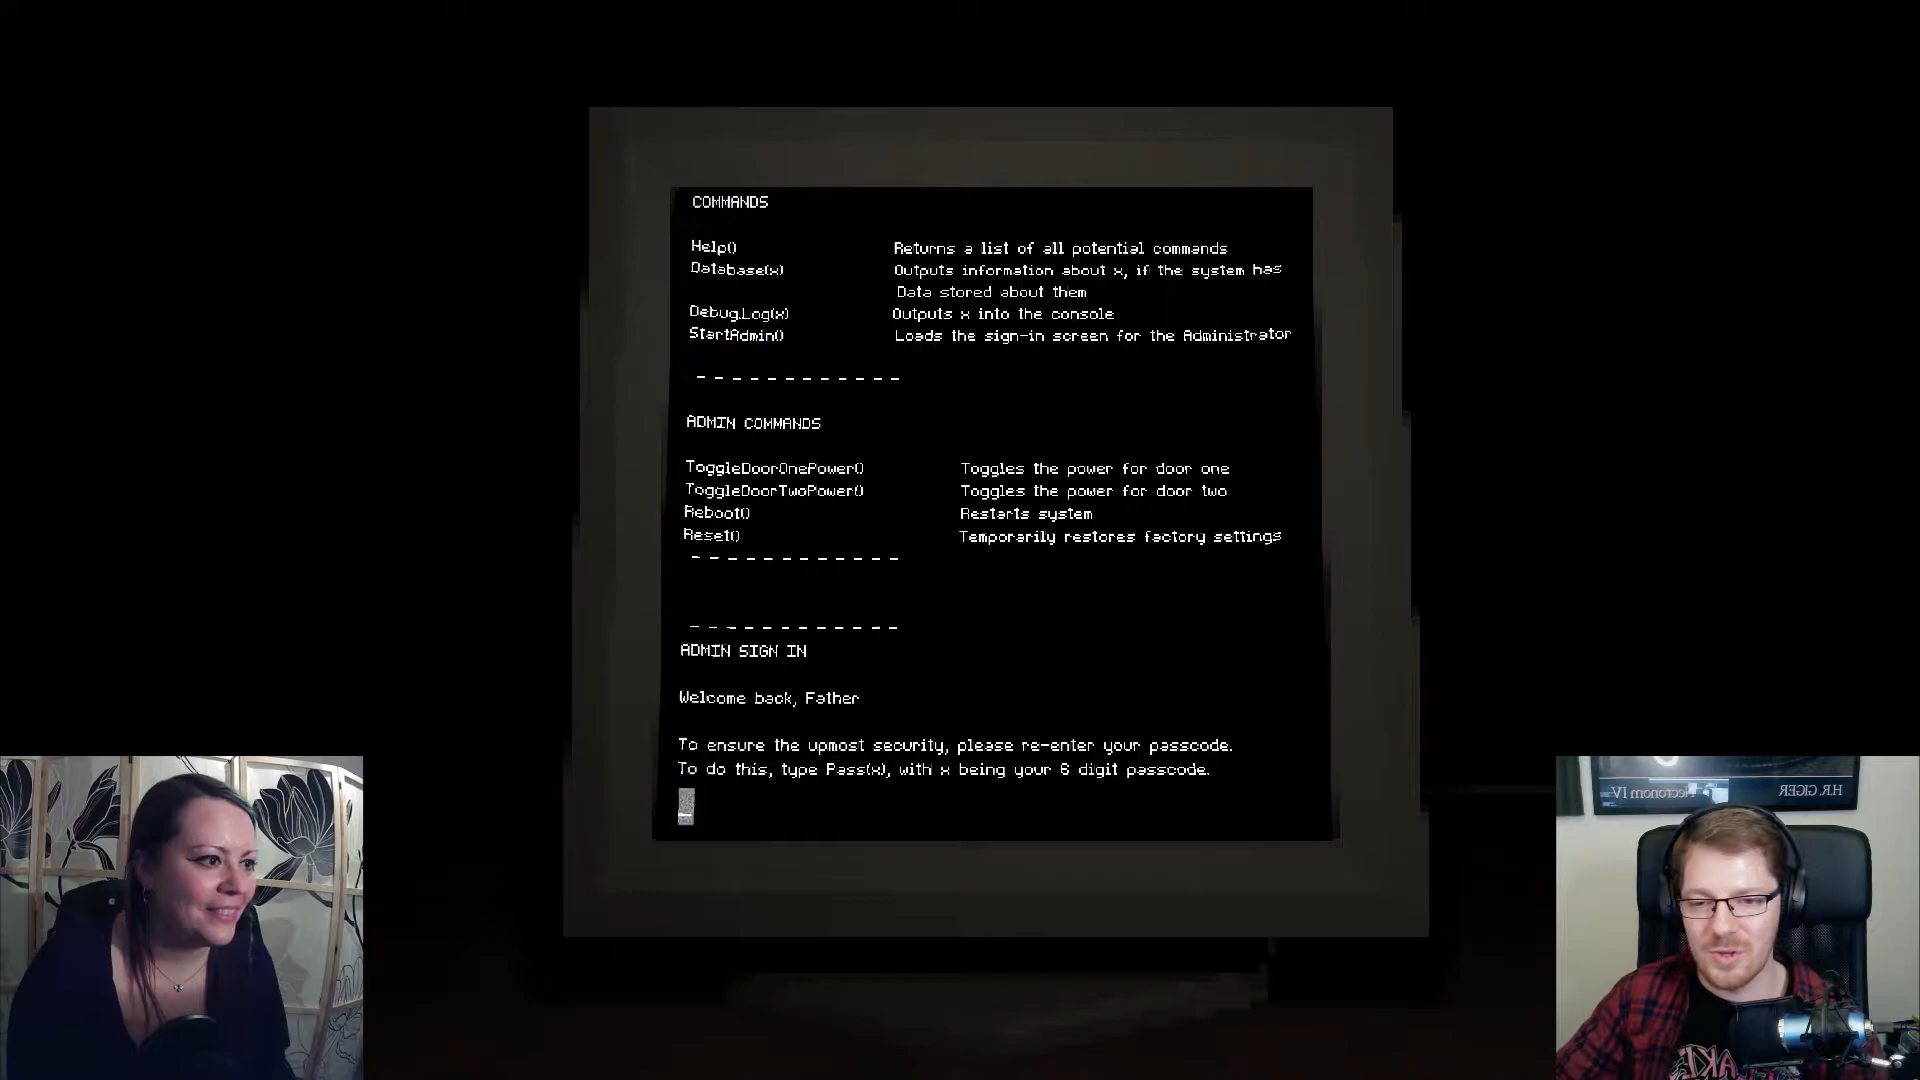 COMMANDS
Help() Returns a list of all potential commands
Database(x) Outputs information about x, if the system has
Data stored about them
Debug.Log(x) Outputs x into the console
StartAdmin() Loads the sign-in screen for the Administrator
- - - - - - - - - - - -
ADMIN COMMANDS
ToggleDoorOnePower() Toggles the power for door one
ToggleDoorTwoPower() Toggles the power for door two
Reboot() Restarts system
Reset() Temporarily restores factory settings
- - - - - - - - - - - -
- - - - - - - - - - - -
ADMIN SIGN IN
Welcome back, Father
To ensure the upmost security, please re-enter your passcode.
To do this, type Pass(x), with x being your 6 digit passcode.
H.R. GIGER
Necronom IV